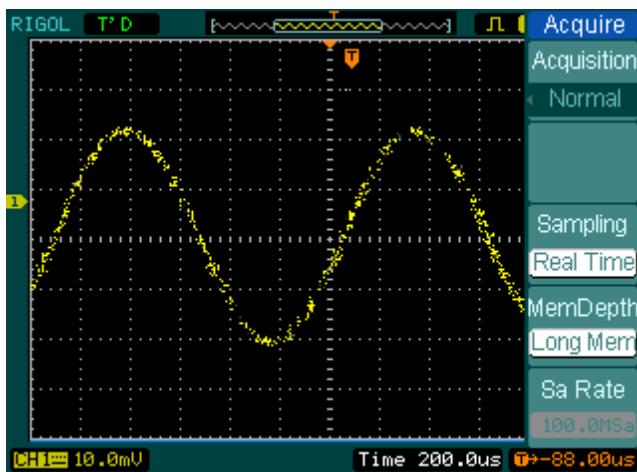 RIGOL T'D T Acquire
T
Acquisition
Normal
1
Sampling
Real Time
MemDepth
Long Mem
Sa Rate
100.0MSa
CH1 10.0mV Time 200.0us T→-88.00us